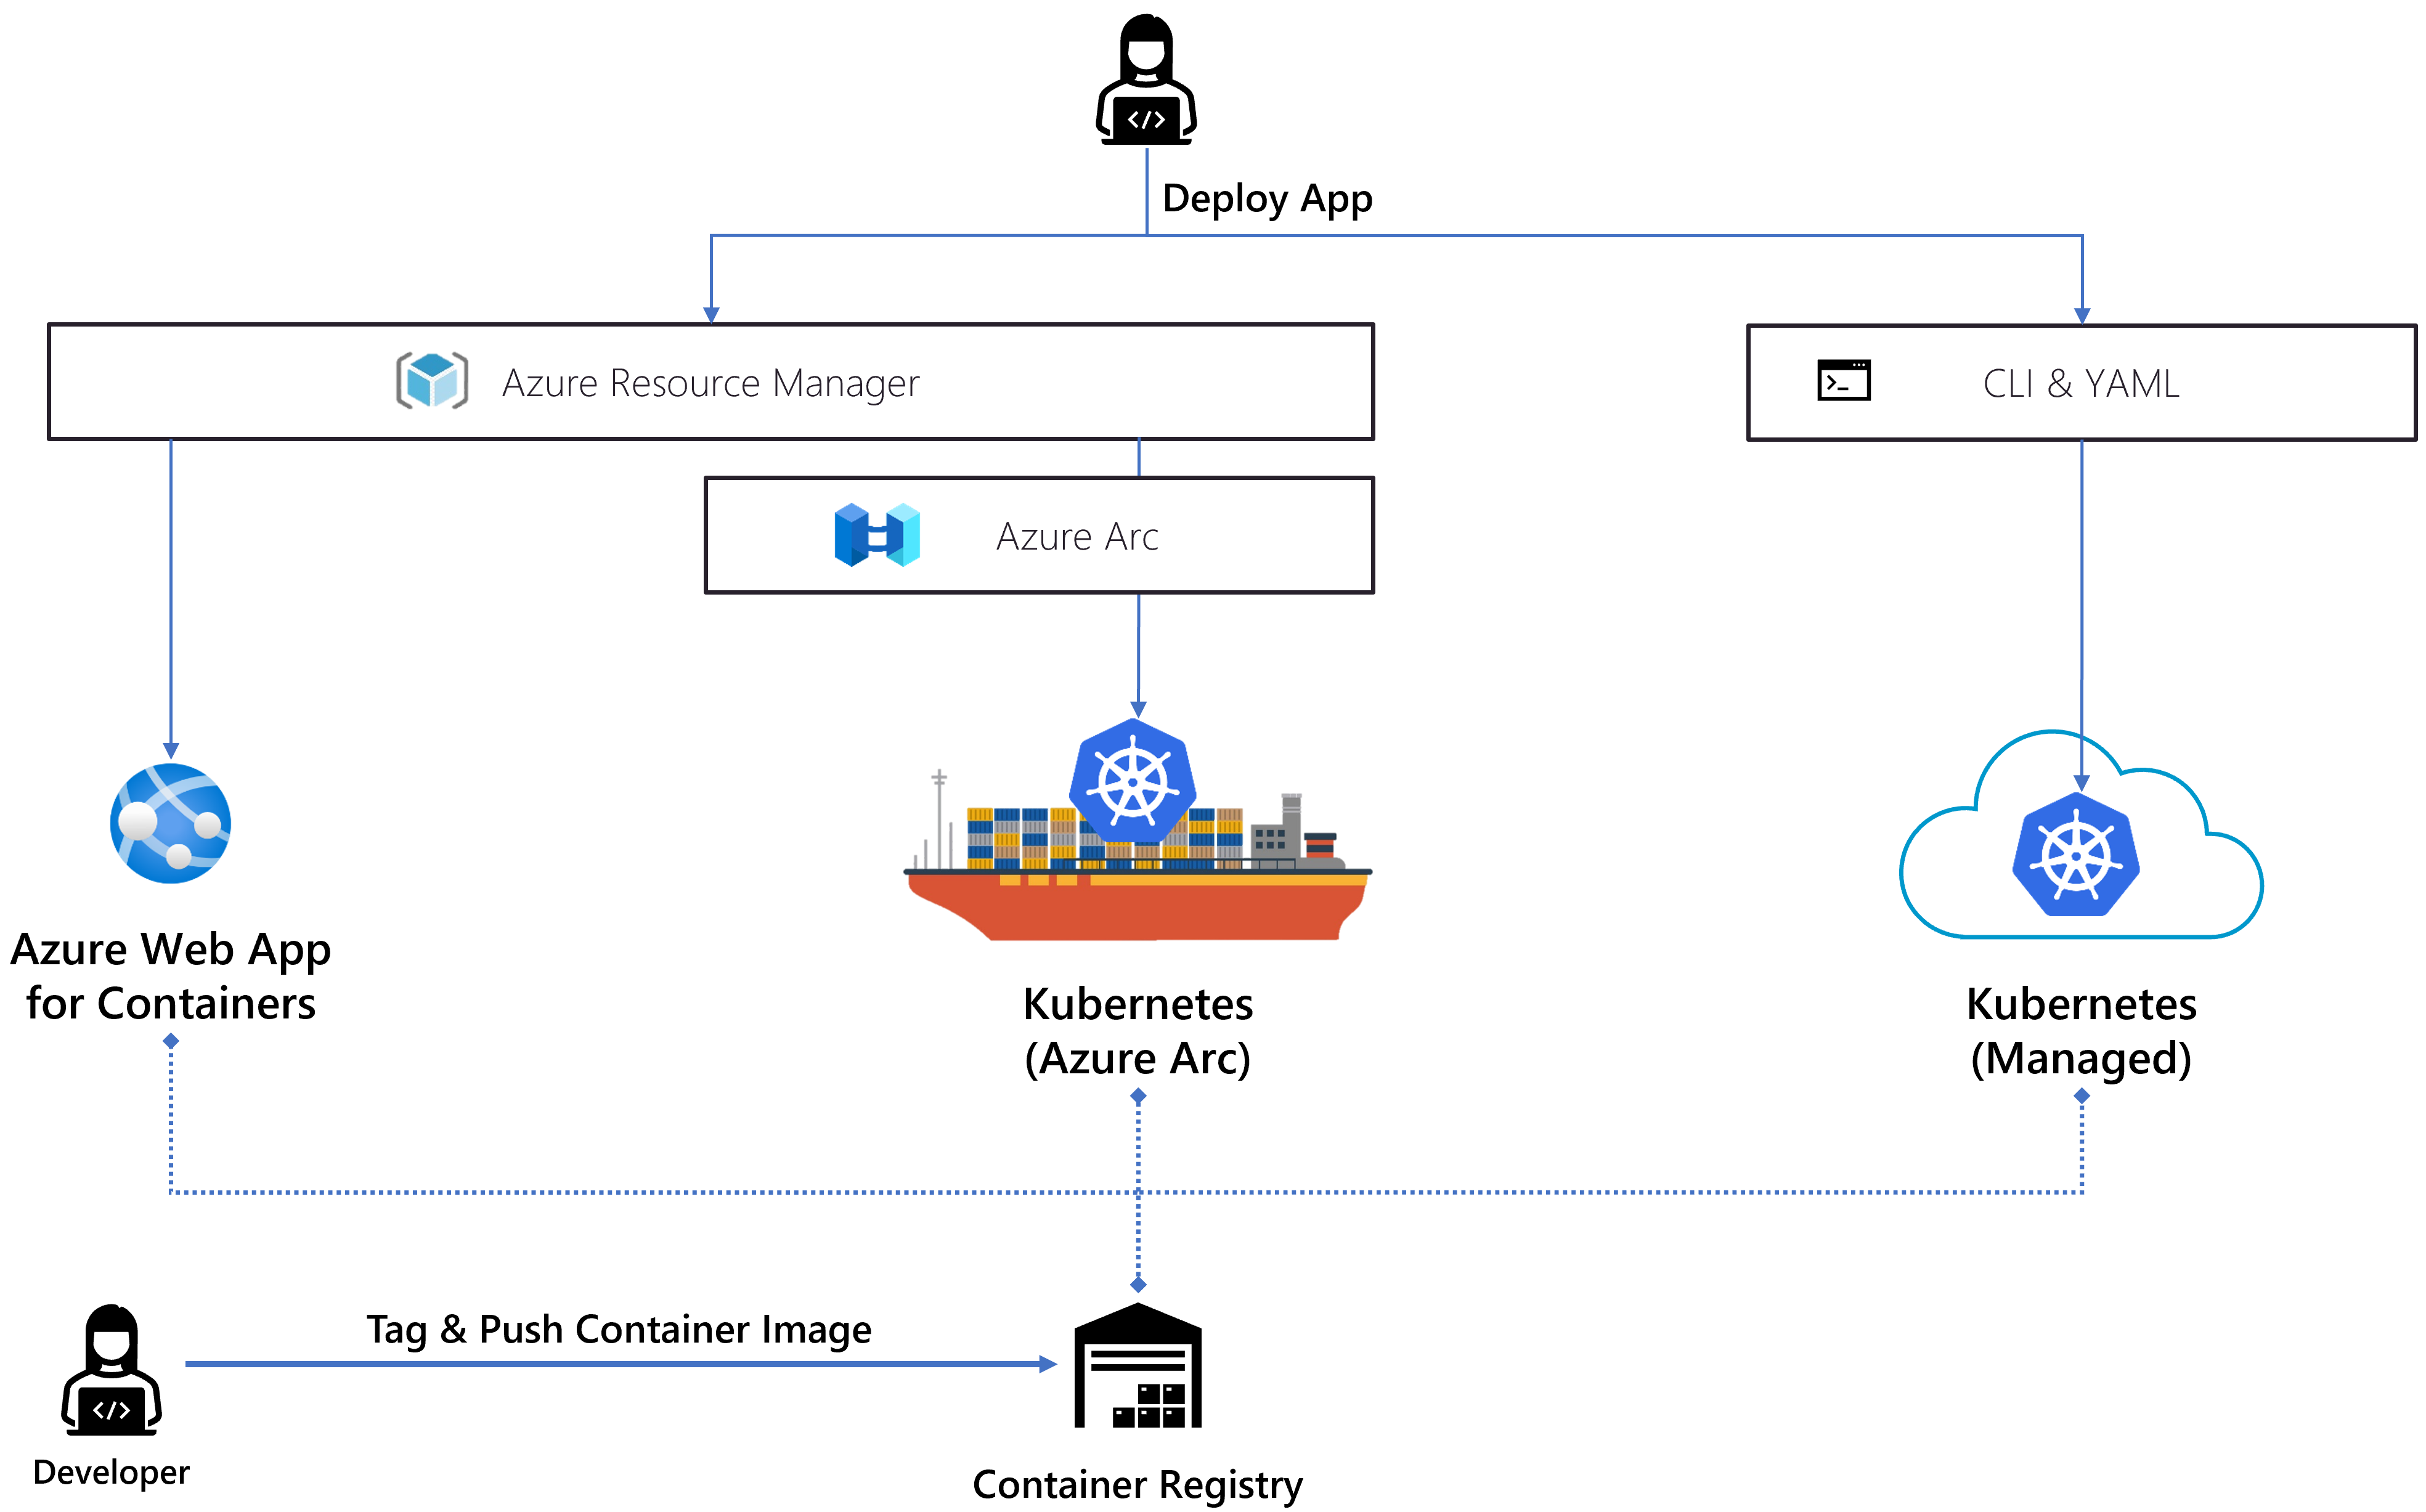 Deploy App
Azure Resource Manager
CLI & YAML
Azure Arc
Azure Web App
for Containers
Kubernetes
(Azure Arc)
Kubernetes
(Managed)
Tag & Push Container Image
Developer
Container Registry